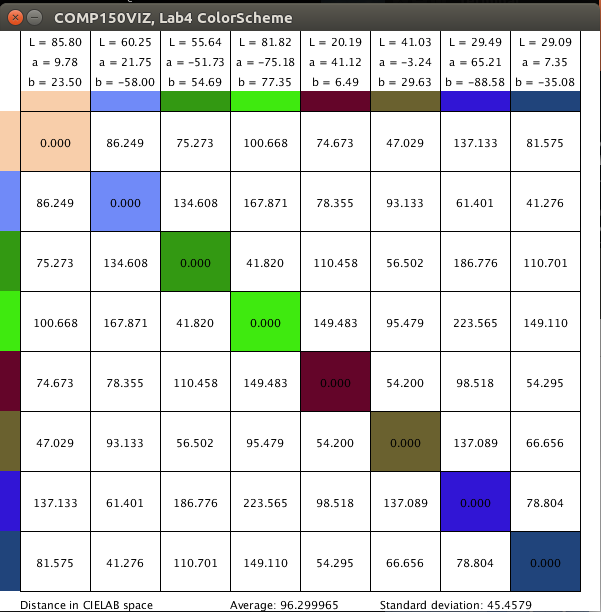 COMP150VIZ, Lab4 ColorScheme
L = 85.80 L = 60.25 L = 55.64 L = 81.82 L = 20.19 L = 41.03 L = 29.49 L = 29.09
a = 9.78 a = 21.75 a = −51.73 a = −75.18 a = 41.12 a = −3.24 a = 65.21 a = 7.35
b = 23.50 b = −58.00 b = 54.69 b = 77.35 b = 6.49 b = 29.63 b = −88.58 b = −35.08
0.000 86.249 75.273 100.668 74.673 47.029 137.133 81.575
86.249 0.000 134.608 167.871 78.355 93.133 61.401 41.276
75.273 134.608 0.000 41.820 110.458 56.502 186.776 110.701
100.668 167.871 41.820 0.000 149.483 95.479 223.565 149.110
74.673 78.355 110.458 149.483 0.000 54.200 98.518 54.295
47.029 93.133 56.502 95.479 54.200 0.000 137.089 66.656
137.133 61.401 186.776 223.565 98.518 137.089 0.000 78.804
81.575 41.276 110.701 149.110 54.295 66.656 78.804 0.000
Distance in CIELAB space Average: 96.299965 Standard deviation: 45.4579